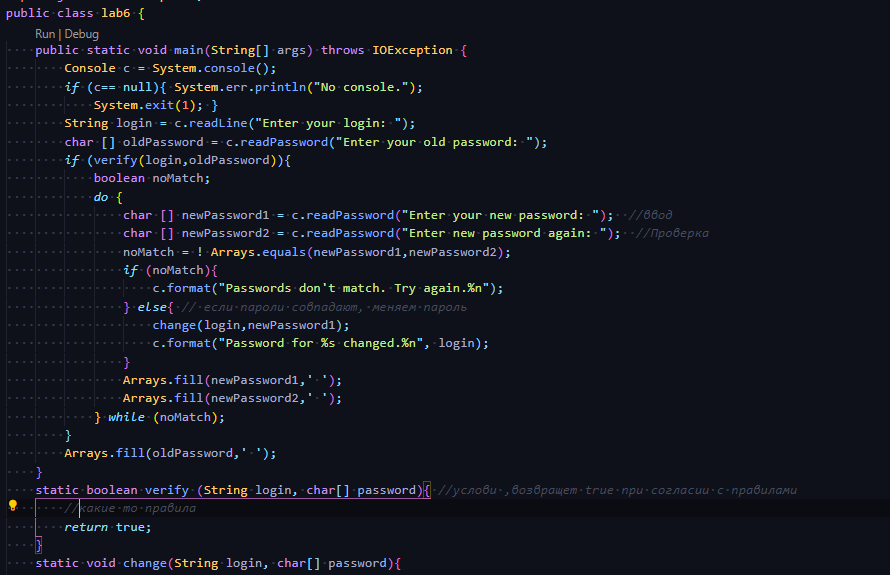 public class lab6 {
Run | Debug
public static void main(String[] args) throws IOException {
Console c = System.console();
if (c== null){ System.err.println("No console.");
System.exit(1); }
String login = c.readLine("Enter your login: ");
char [] oldPassword = c.readPassword("Enter your old password: ");
if (verify(login,oldPassword)){
boolean noMatch;
do {
char [] newPassword1 = c.readPassword("Enter your new password: "); //ввод
char [] newPassword2 = c.readPassword("Enter new password again: "); //Проверка
noMatch = ! Arrays.equals(newPassword1,newPassword2);
if (noMatch){
c.format("Passwords don't match. Try again.%n");
} else{ // если пароли совпадают, меняем пароль
change(login,newPassword1);
c.format("Password for %s changed.%n", login);
}
Arrays.fill(newPassword1,' ');
Arrays.fill(newPassword2,' ');
} while (noMatch);
}
Arrays.fill(oldPassword,' ');
}
static boolean verify (String login, char[] password){ //услови ,возвращет true при согласии с правилами
//какие то правила
return true;
}
static void change(String login, char[] password){